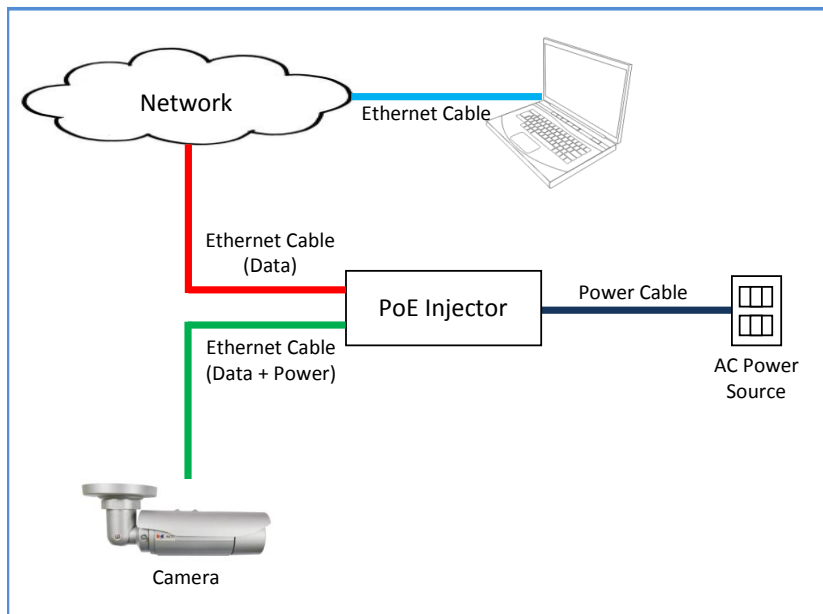 Network
Ethernet Cable
Ethernet Cable
(Data)
PoE Injector
Power Cable
Ethernet Cable
(Data + Power)
AC Power
Source
Camera